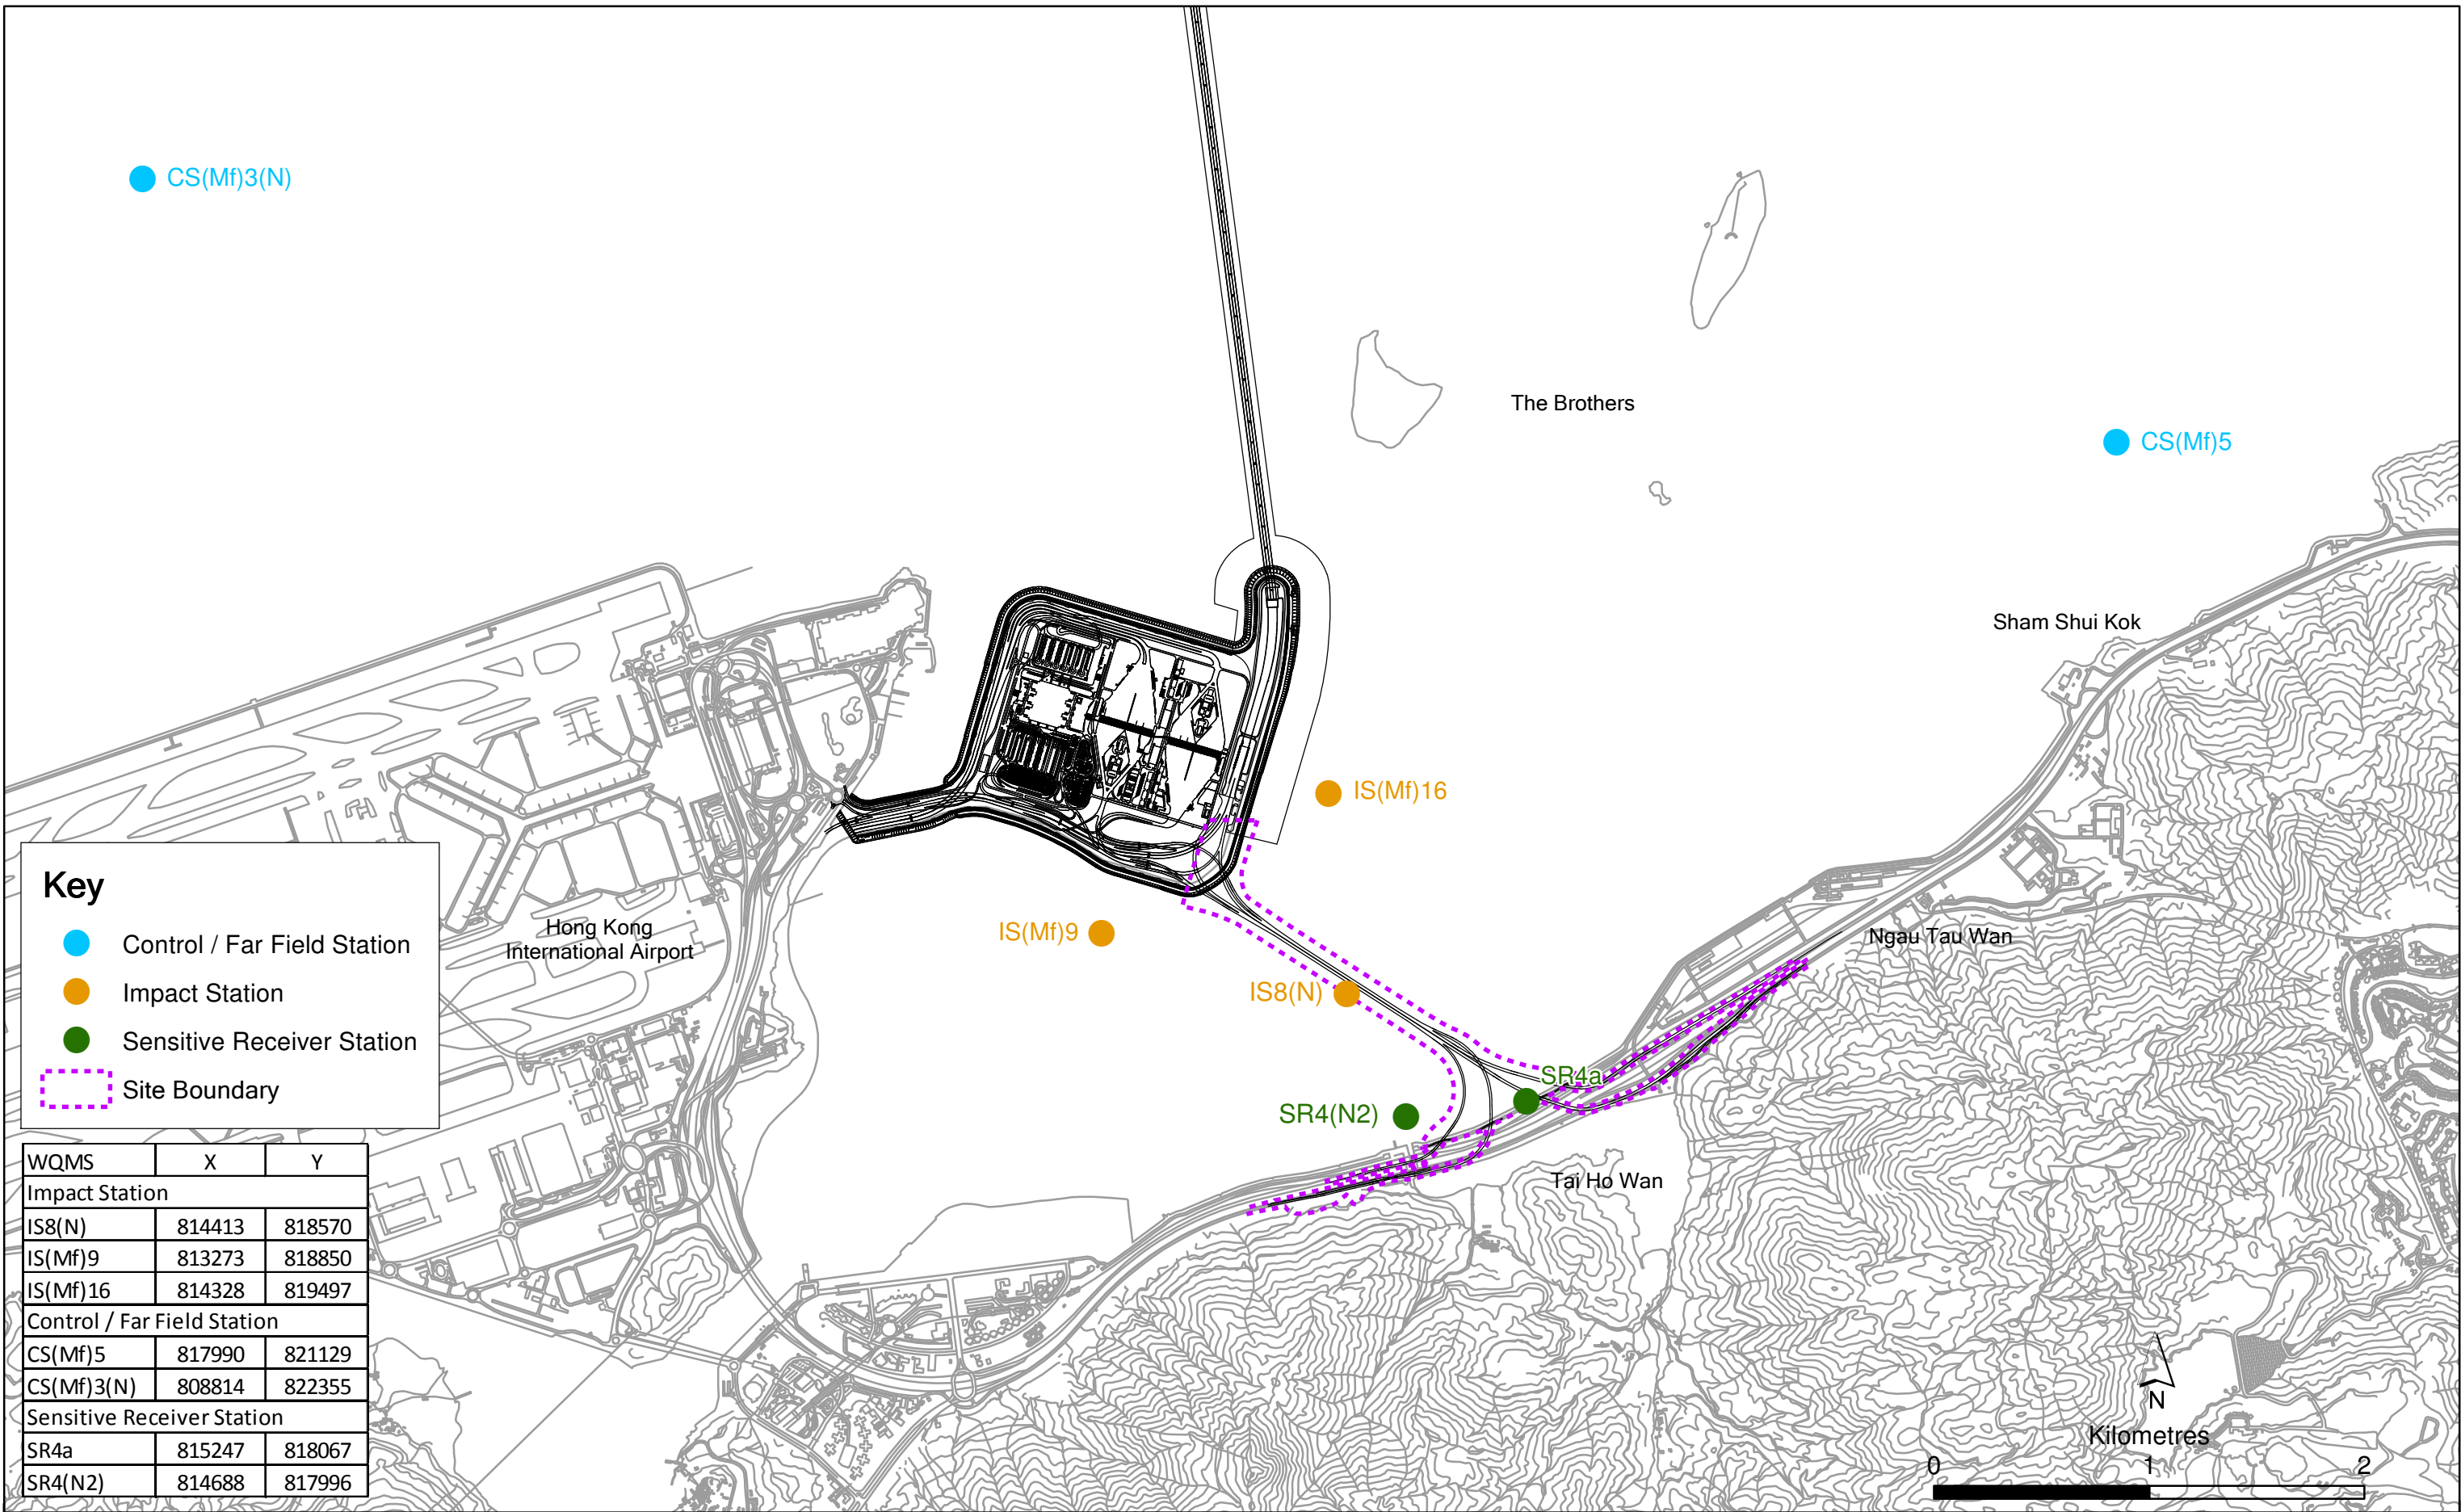 CS(Mf)3(N)
The Brothers
CS(Mf)5
Sham Shui Kok
IS(Mf)16
Hong Kong
International Airport
IS(Mf)9
Ngau Tau Wan
IS8(N)
SR4a
SR4(N2)
Tai Ho Wan
Key
Control / Far Field Station
Impact Station
Sensitive Receiver Station
Site Boundary
WQMS X Y
Impact Station
IS8(N) 814413 818570
IS(Mf)9 813273 818850
IS(Mf)16 814328 819497
Control / Far Field Station
CS(Mf)5 817990 821129
CS(Mf)3(N) 808814 822355
Sensitive Receiver Station
SR4a 815247 818067
SR4(N2) 814688 817996
N
Kilometres
0 1 2